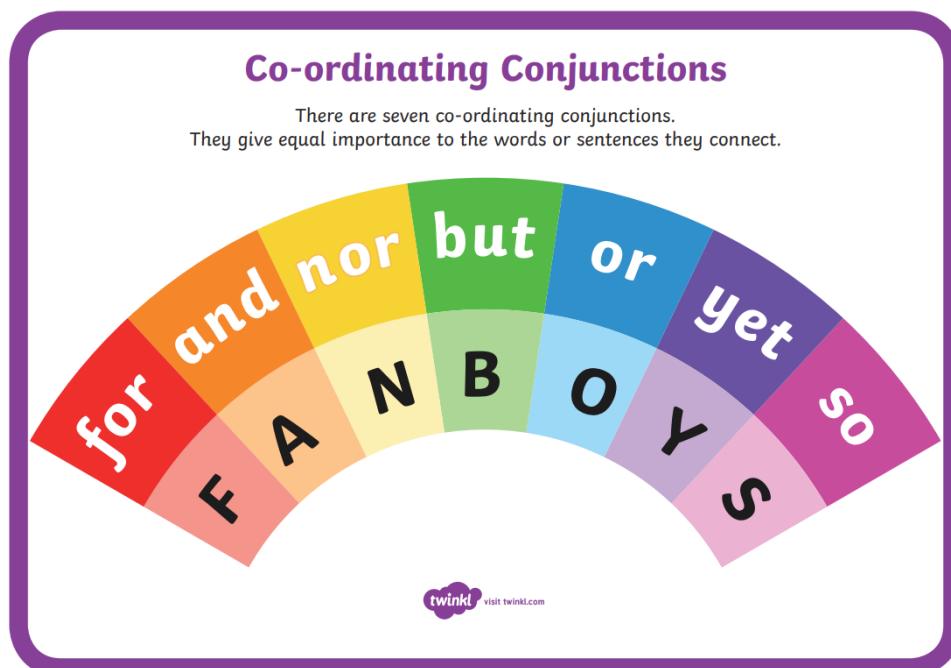 Co-ordinating Conjunctions
There are seven co-ordinating conjunctions.
They give equal importance to the words or sentences they connect.
for and nor but or yet so
F A N B O Y S
twinkl visit twinkl.com